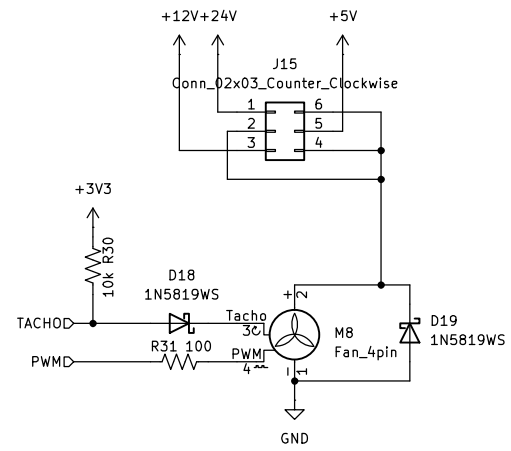 +12V +24V +5V
J15
Conn_02x03_Counter_Clockwise
1 6
2 5
3 4
+3V3
10k R30
D18
1N5819WS
TACHO
Tacho
3
+ 2
M8
Fan_4pin
D19
1N5819WS
R31 100
PWM
PWM
4
- 1
GND